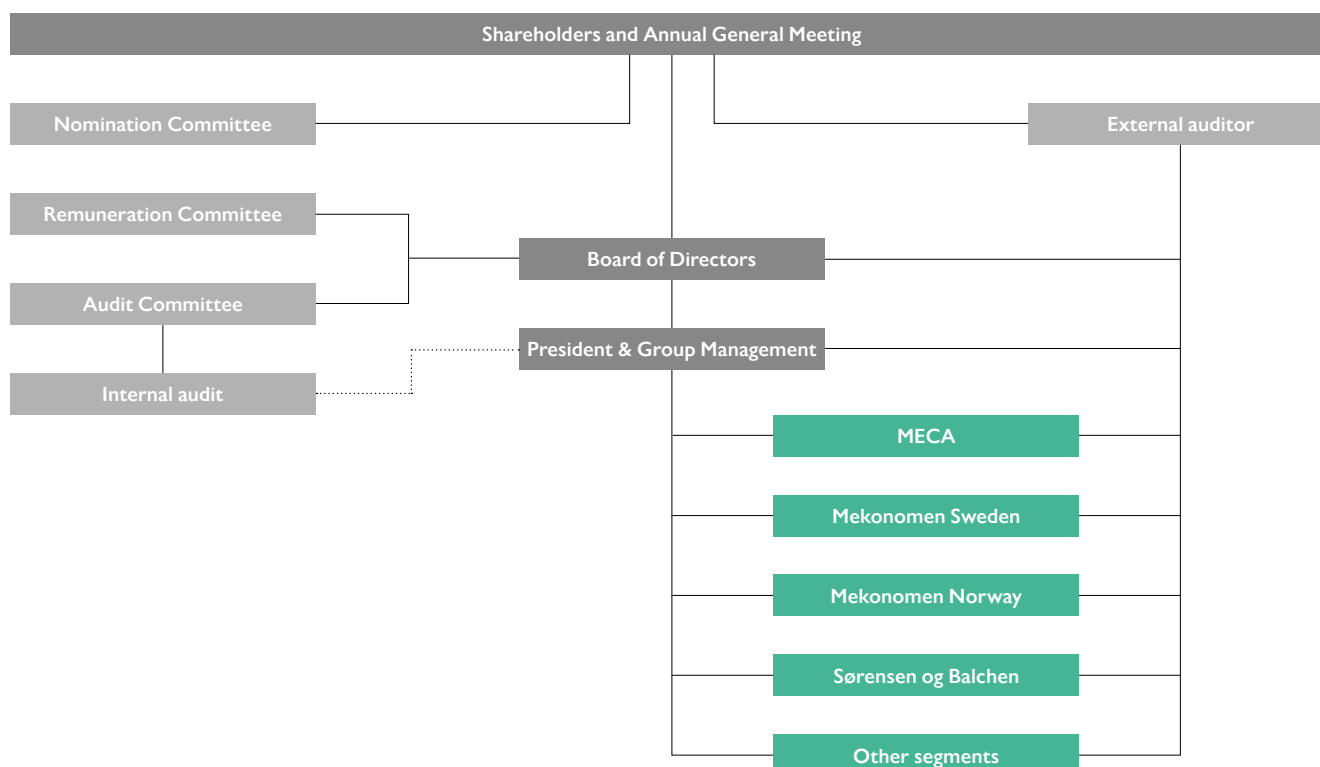 Shareholders and Annual General Meeting
Nomination Committee
External auditor
Remuneration Committee
Board of Directors
Audit Committee
President & Group Management
Internal audit
MECA
Mekonomen Sweden
Mekonomen Norway
Sørensen og Balchen
Other segments